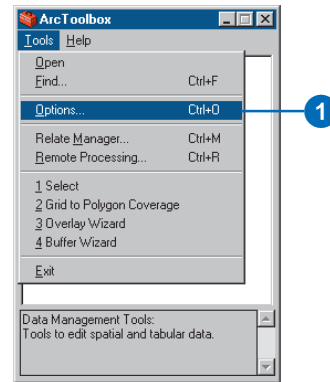 ArcToolbox
Tools Help
Open
Find... Ctrl+F
Options... Ctrl+O
1
Relate Manager... Ctrl+M
Remote Processing... Ctrl+R
1 Select
2 Grid to Polygon Coverage
3 Overlay Wizard
4 Buffer Wizard
Exit
Data Management Tools:
Tools to edit spatial and tabular data.